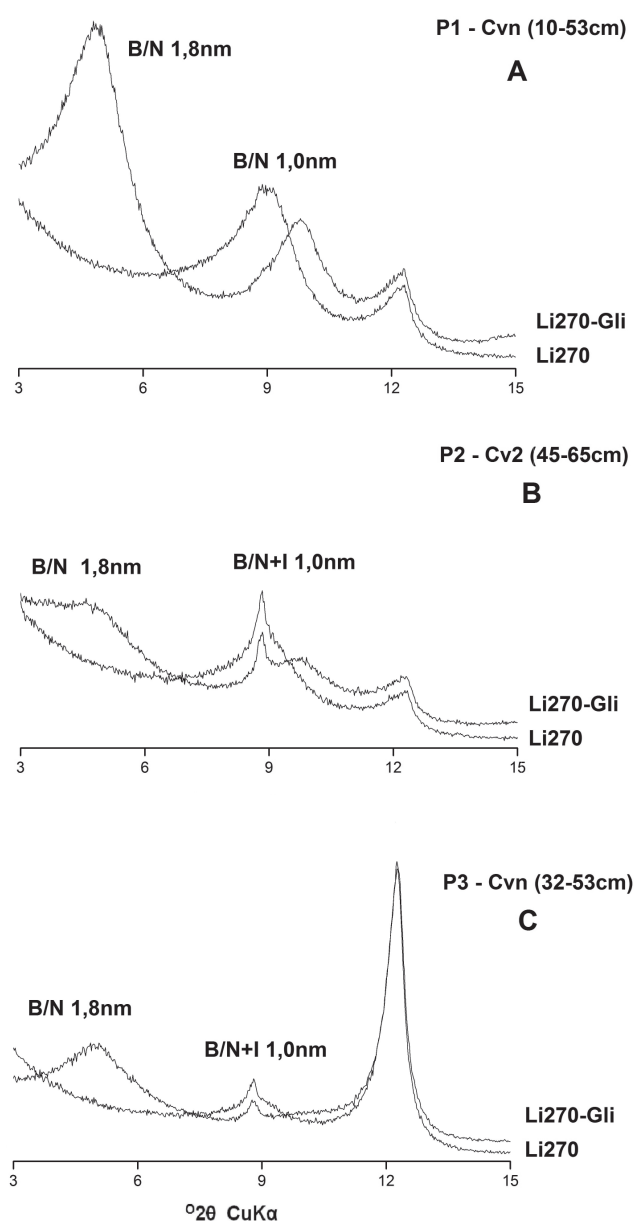 P1 - Cvn (10-53cm)
A
B/N 1,8nm
B/N 1,0nm
Li270-Gli
Li270
3 6 9 12 15
P2 - Cv2 (45-65cm)
B
B/N 1,8nm
B/N+I 1,0nm
Li270-Gli
Li270
3 6 9 12 15
P3 - Cvn (32-53cm)
C
B/N 1,8nm
B/N+I 1,0nm
Li270-Gli
Li270
3 6 9 12 15
º2θ CuKα